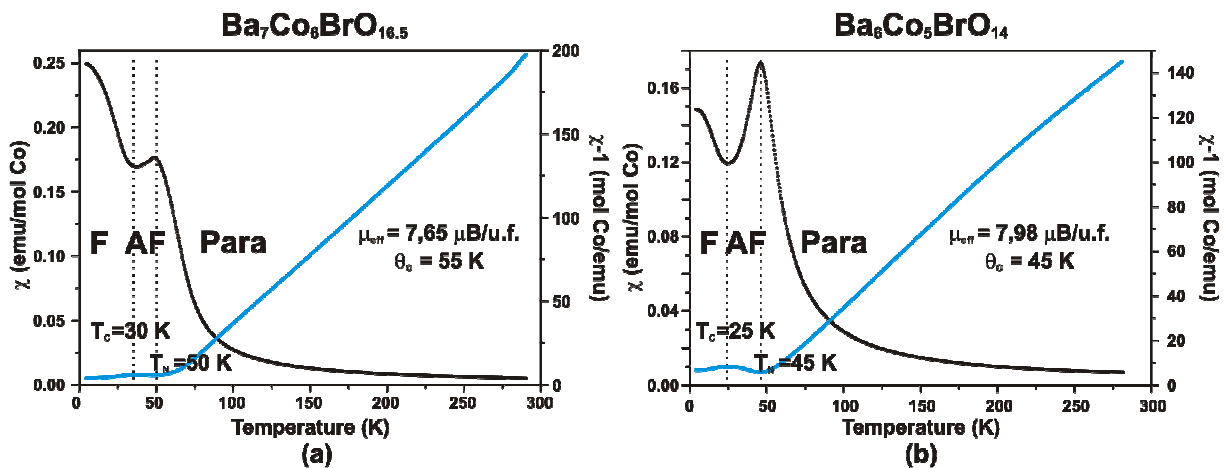 Ba₇Co₆BrO₁₆.₅
0.25
0.20
0.15
0.10
0.05
0.00
χ (emu/mol Co)
200
150
100
50
0
χ-1 (mol Co/emu)
F AF Para
μeff = 7,65 μB/u.f.
θc = 55 K
Tc=30 K
TN=50 K
0 50 100 150 200 250 300
Temperature (K)
(a)
Ba₆Co₅BrO₁₄
0.16
0.12
0.08
0.04
0.00
χ (emu/mol Co)
140
120
100
80
60
40
20
0
χ-1 (mol Co/emu)
F AF Para
μeff = 7,98 μB/u.f.
θc = 45 K
Tc=25 K
TN=45 K
0 50 100 150 200 250 300
Temperature (K)
(b)